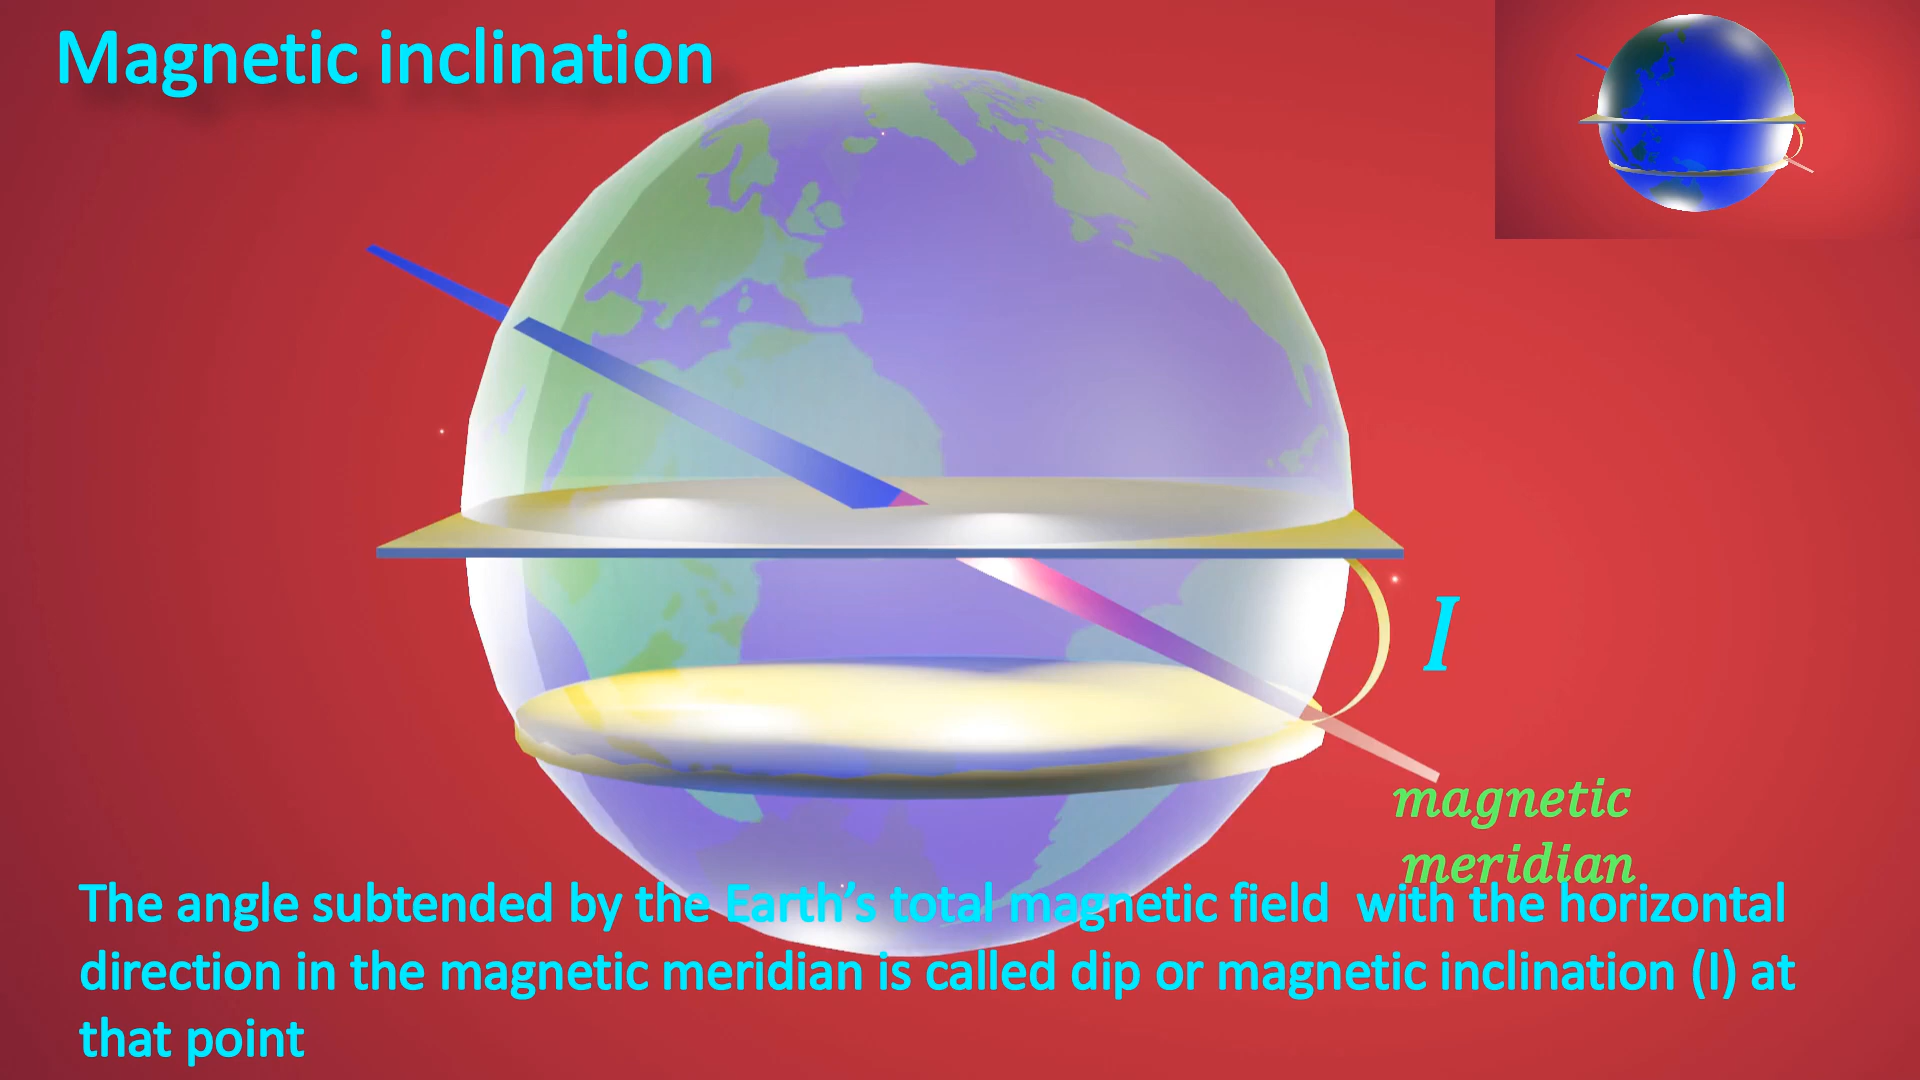 Magnetic inclination
I
magnetic
meridian
The angle subtended by the Earth's total magnetic field  with the horizontal
direction in the magnetic meridian is called dip or magnetic inclination (I) at
that point